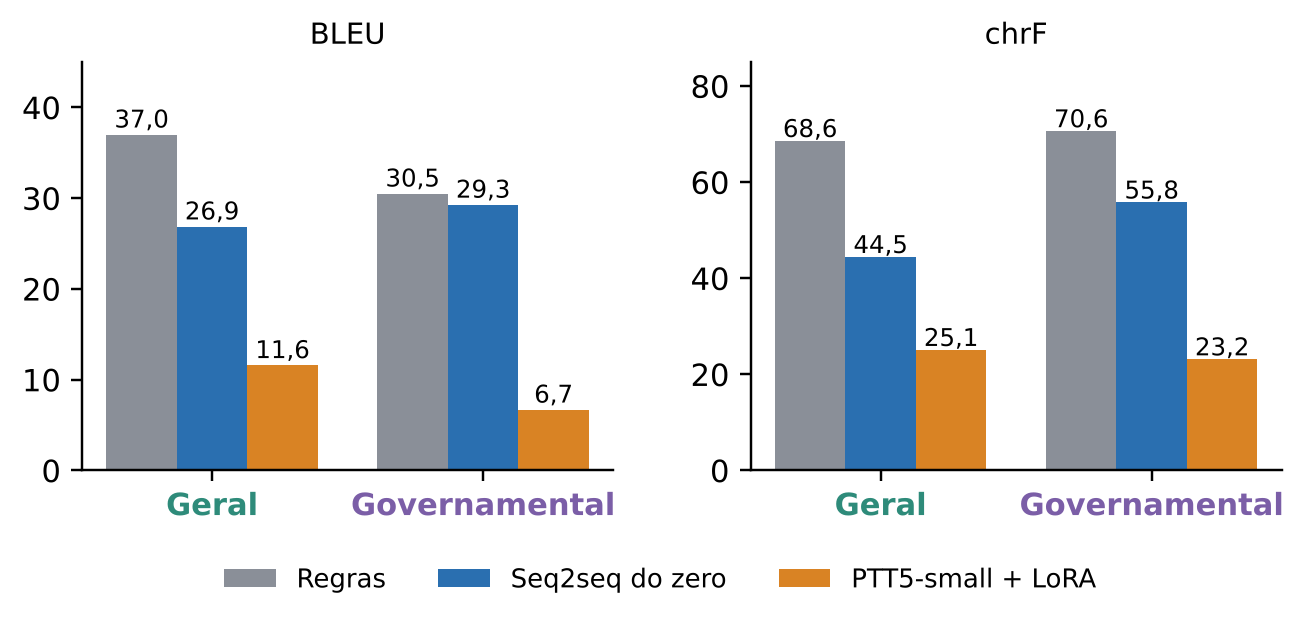 BLEU
40
30
20
10
0
37,0
26,9
11,6
30,5
29,3
6,7
Geral
Governamental
chrF
80
60
40
20
0
68,6
44,5
25,1
70,6
55,8
23,2
Geral
Governamental
Regras
Seq2seq do zero
PTT5-small + LoRA